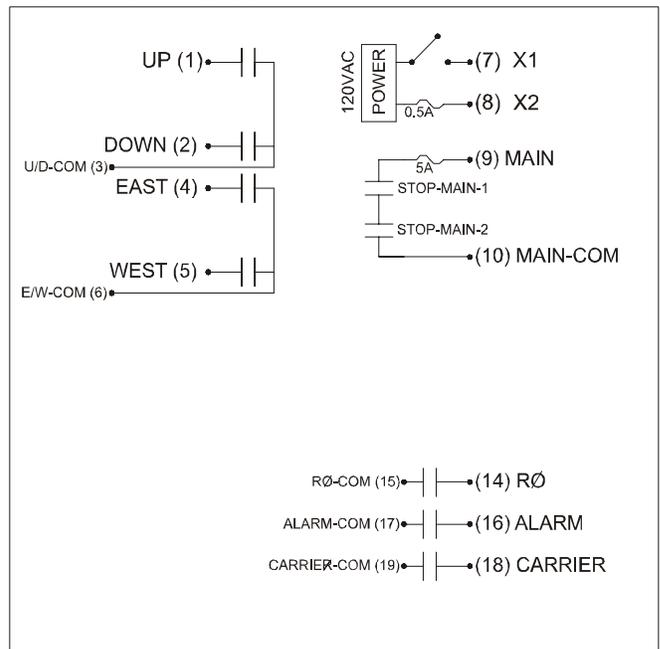 UP (1)
DOWN (2)
U/D-COM (3)
EAST (4)
WEST (5)
E/W-COM (6)
120VAC
POWER
(7) X1
(8) X2
0.5A
(9) MAIN
5A
STOP-MAIN-1
STOP-MAIN-2
(10) MAIN-COM
RØ-COM (15)
(14) RØ
ALARM-COM (17)
(16) ALARM
CARRIER-COM (19)
(18) CARRIER